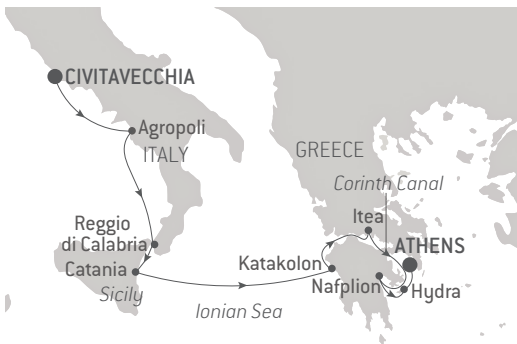 CIVITAVECCHIA
Agropoli
ITALY
GREECE
Corinth Canal
Itea
Reggio
di Calabria
ATHENS
Catania
Katakolon
Sicily
Nafplion
Hydra
Ionian Sea